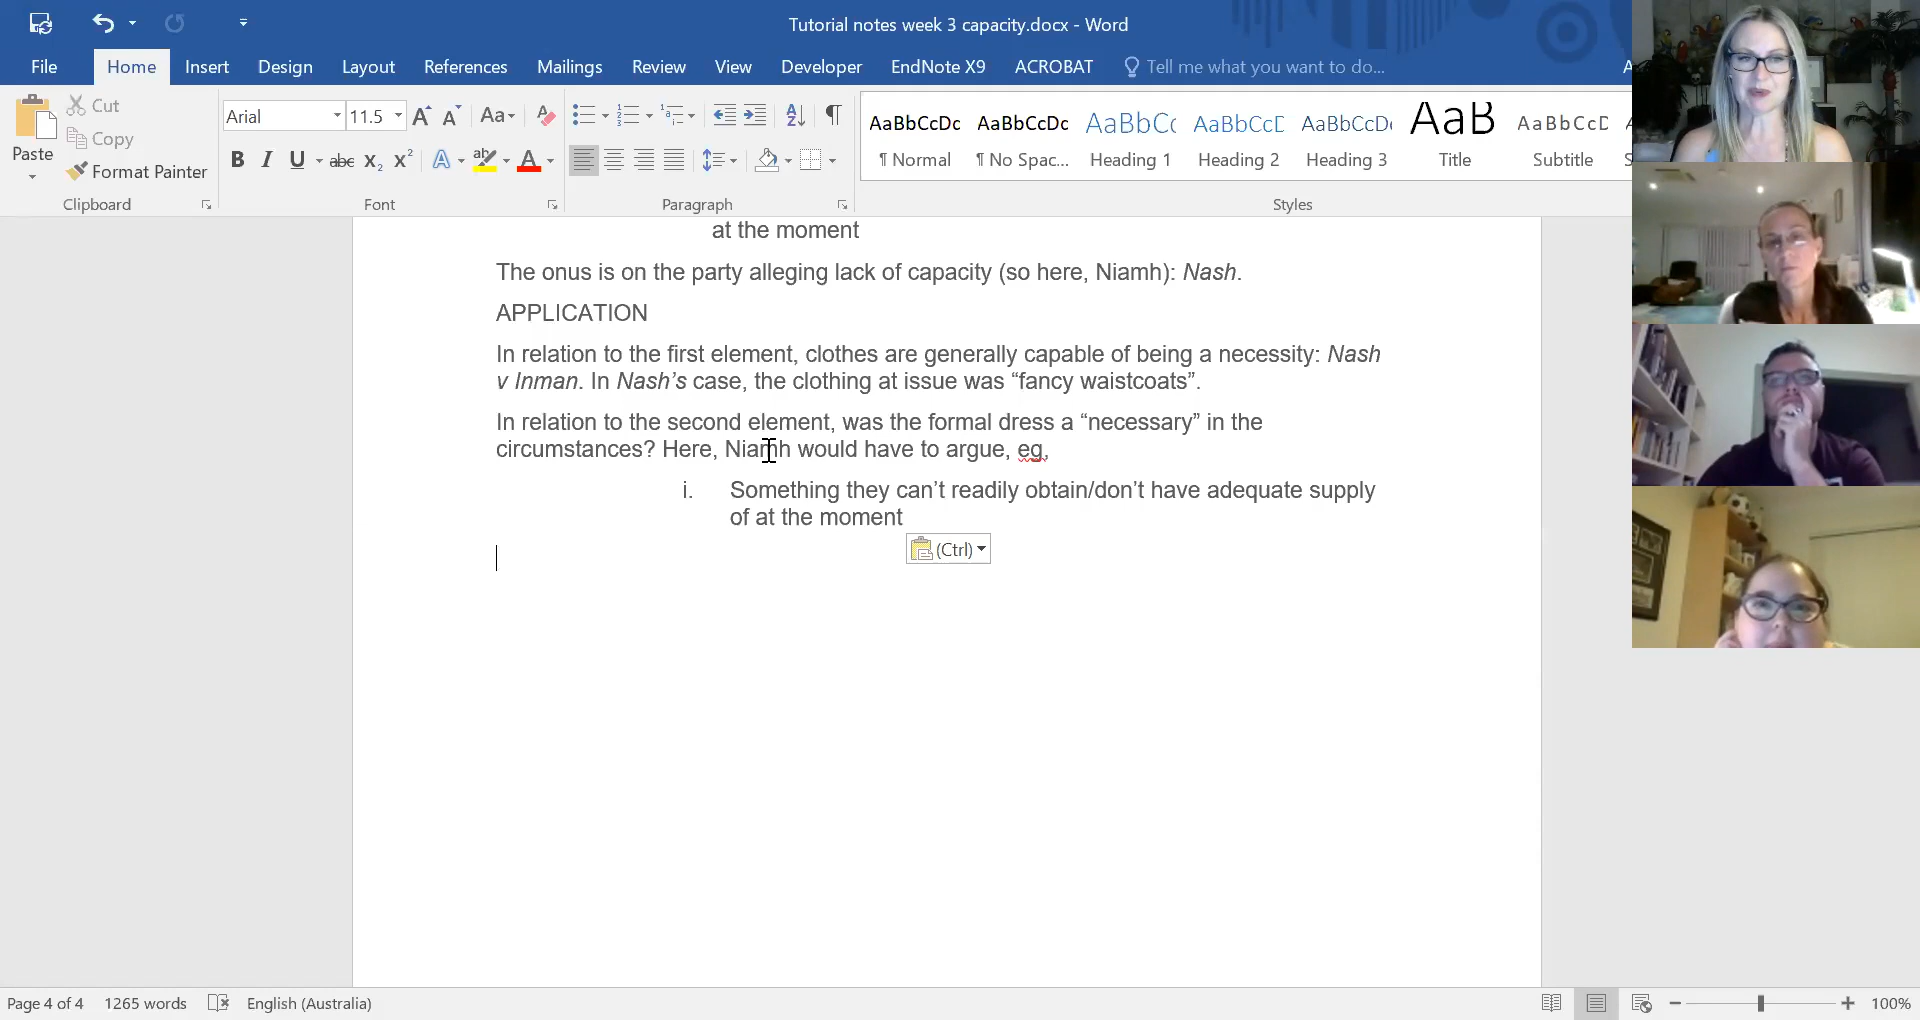 Tutorial notes week 3 capacity.docx - Word
File Home Insert Design Layout References Mailings Review View Developer EndNote X9 ACROBAT Tell me what you want to do...
Paste
Cut
Copy
Format Painter
Clipboard
Arial 11.5
Font
Paragraph
AaBbCcDc AaBbCcDc AaBbCc AaBbCcD AaBbCcDc AaB AaBbCcD
¶ Normal ¶ No Spac... Heading 1 Heading 2 Heading 3 Title Subtitle
Styles
at the moment
The onus is on the party alleging lack of capacity (so here, Niamh): Nash.
APPLICATION
In relation to the first element, clothes are generally capable of being a necessity: Nash
v Inman. In Nash’s case, the clothing at issue was “fancy waistcoats”.
In relation to the second element, was the formal dress a “necessary” in the
circumstances? Here, Niamh would have to argue, eg,
i. Something they can’t readily obtain/don’t have adequate supply
of at the moment
(Ctrl)
Page 4 of 4 1265 words English (Australia) 100%